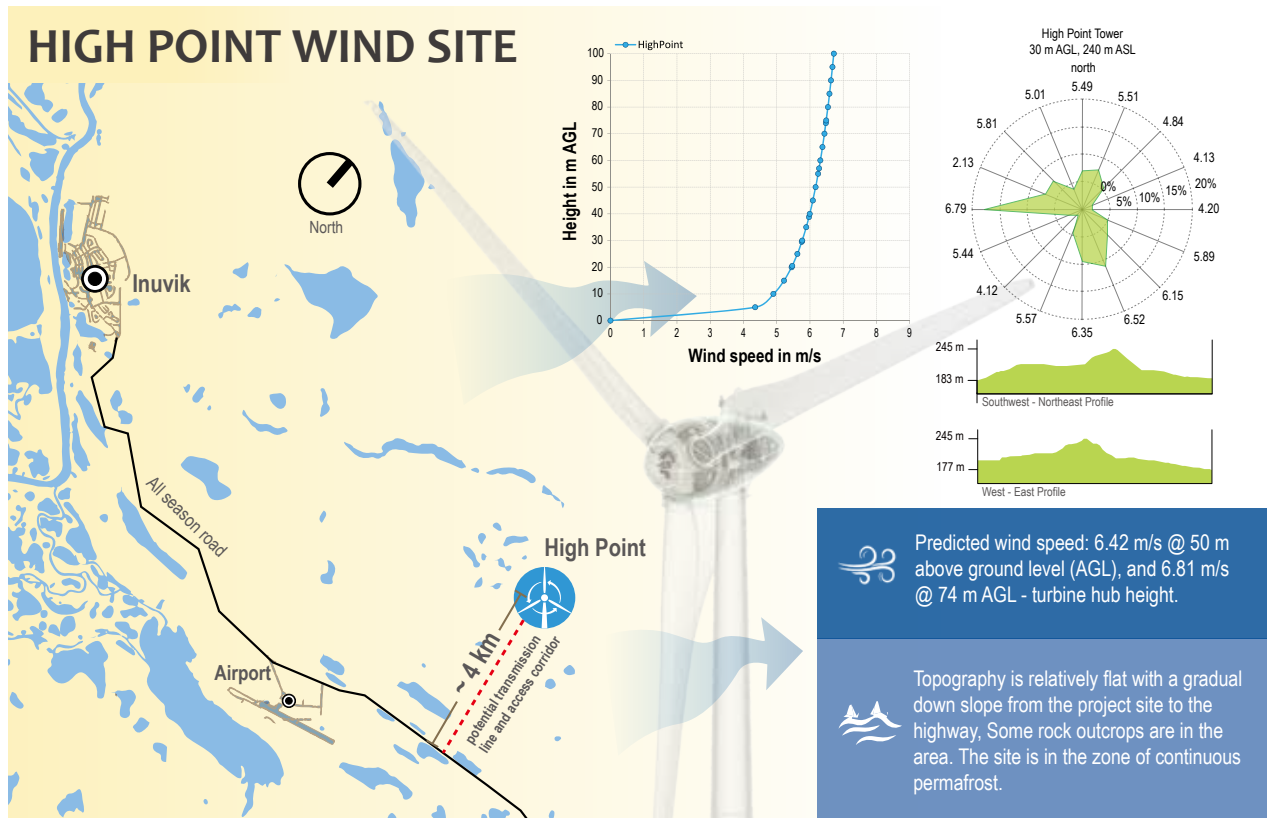 HIGH POINT WIND SITE
North
Inuvik
All season road
Airport
High Point
~ 4 km
potential transmission
line and access corridor
HighPoint
Height in m AGL
100
90
80
70
60
50
40
30
20
10
0
0 1 2 3 4 5 6 7 8 9
Wind speed in m/s
High Point Tower
30 m AGL, 240 m ASL
north
5.49
5.51
4.84
4.13
4.20
5.89
6.15
6.52
6.35
5.57
4.12
5.44
6.79
2.13
5.81
5.01
0%
5%
10%
15%
20%
245 m
183 m
Southwest - Northeast Profile
245 m
177 m
West - East Profile
Predicted wind speed: 6.42 m/s @ 50 m
above ground level (AGL), and 6.81 m/s
@ 74 m AGL - turbine hub height.
Topography is relatively flat with a gradual
down slope from the project site to the
highway, Some rock outcrops are in the
area. The site is in the zone of continuous
permafrost.